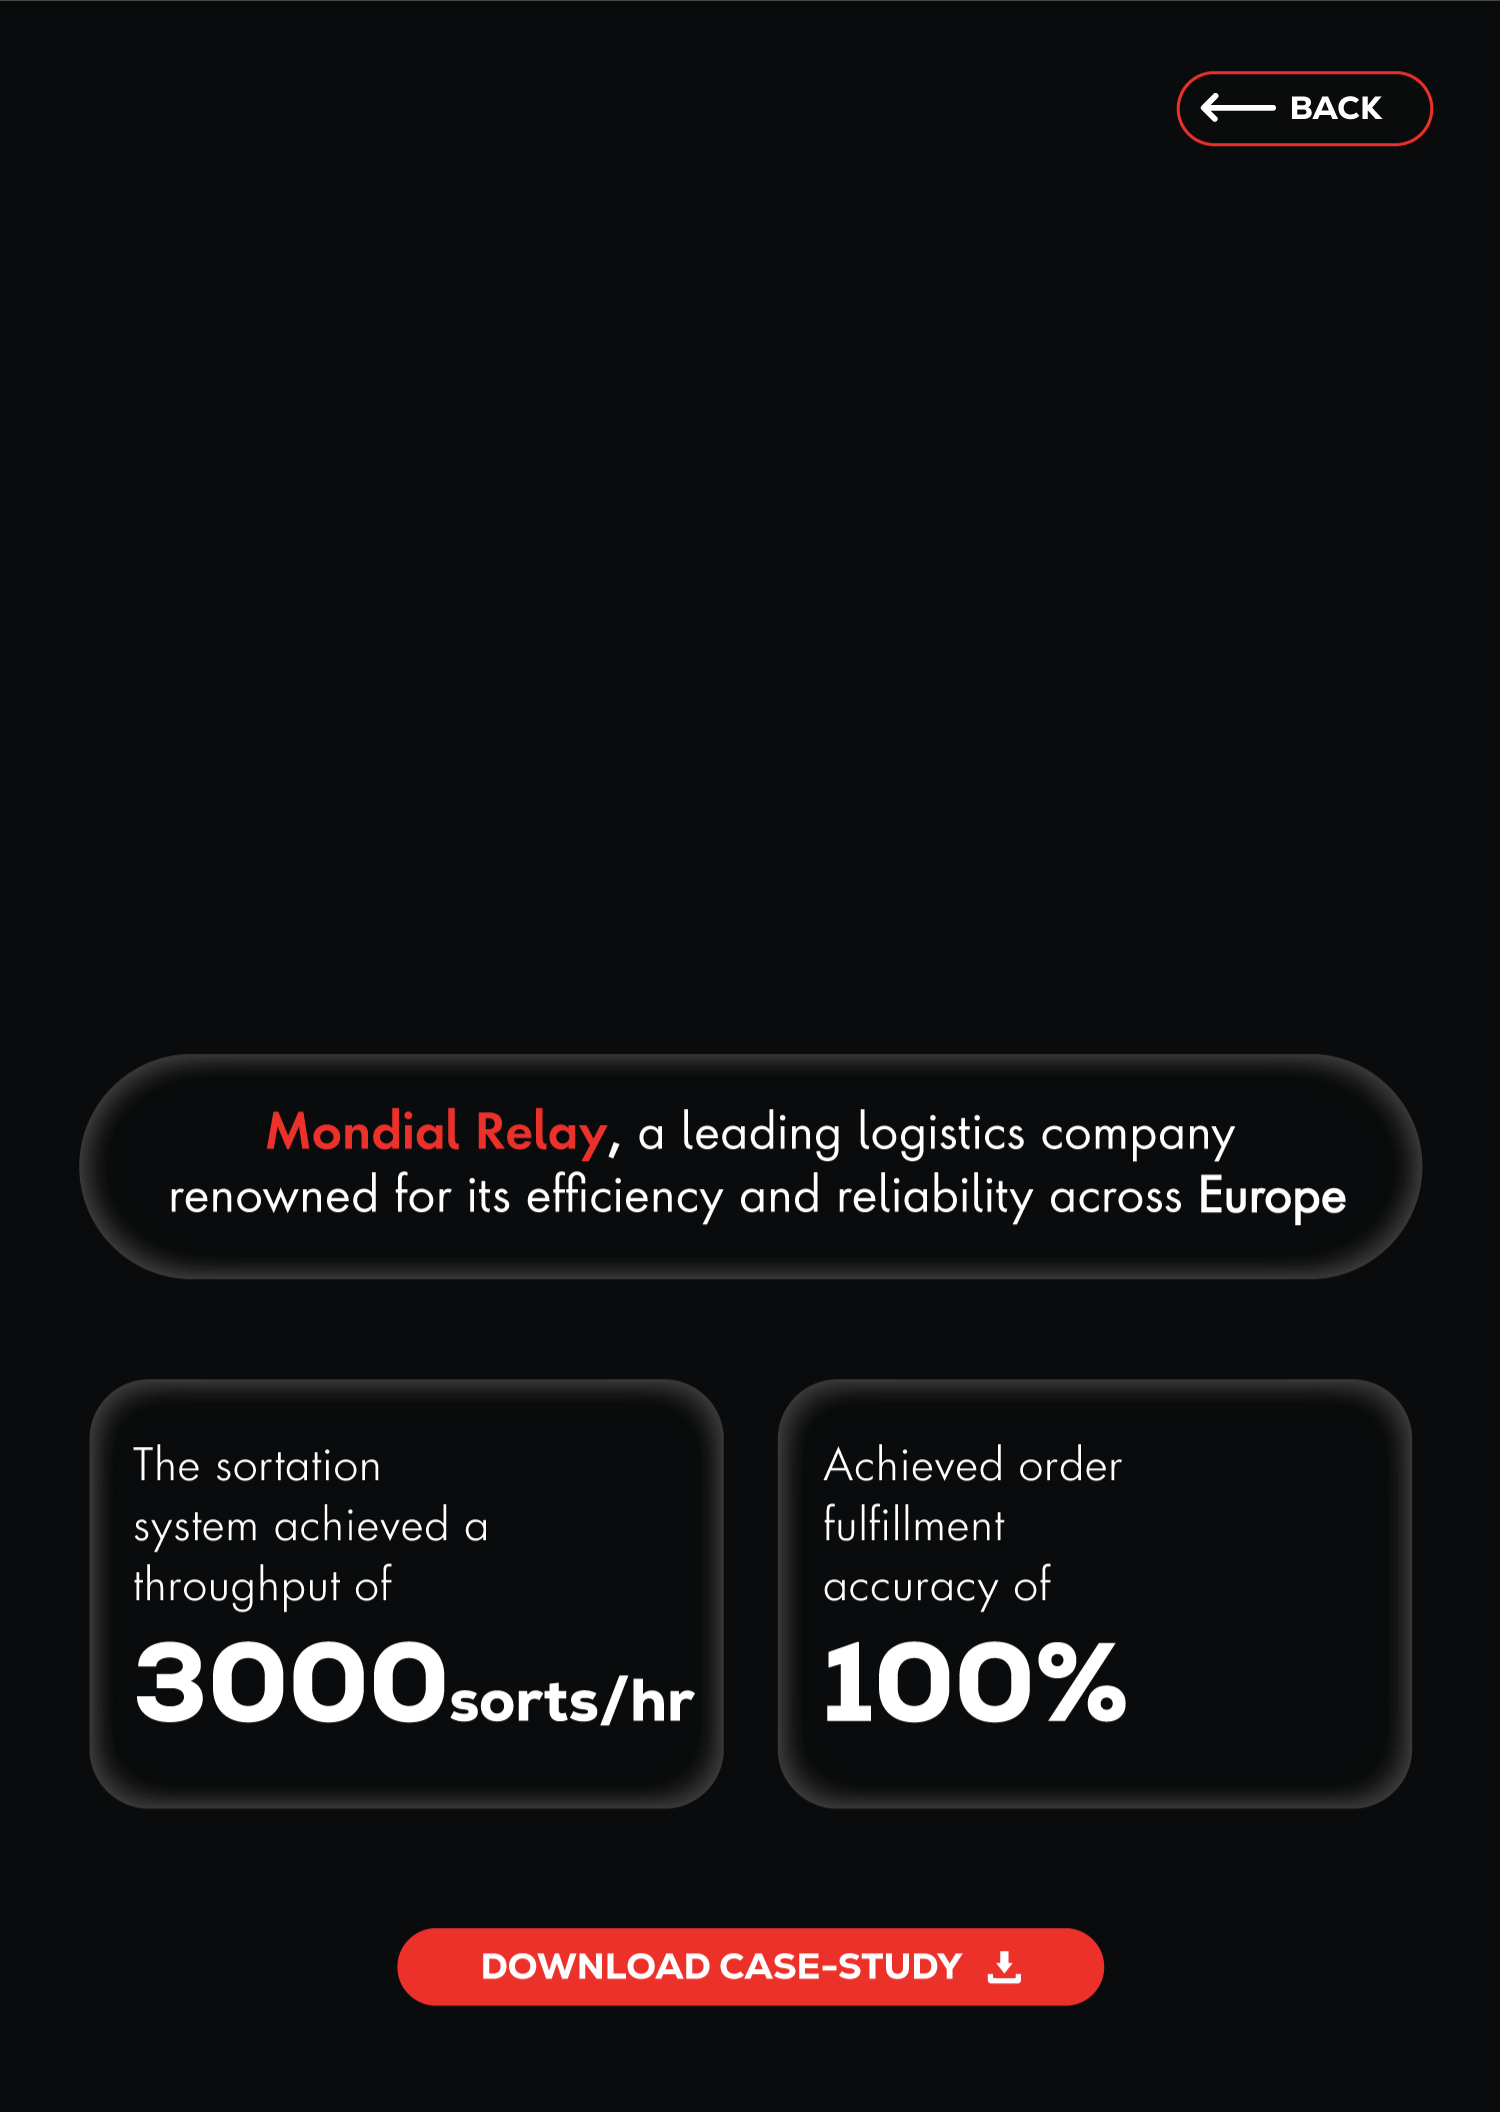 BACK
Mondial Relay, a leading logistics company
renowned for its efficiency and reliability across Europe
The sortation
system achieved a
throughput of
3000sorts/hr
Achieved order
fulfillment
accuracy of
100%
DOWNLOAD CASE-STUDY